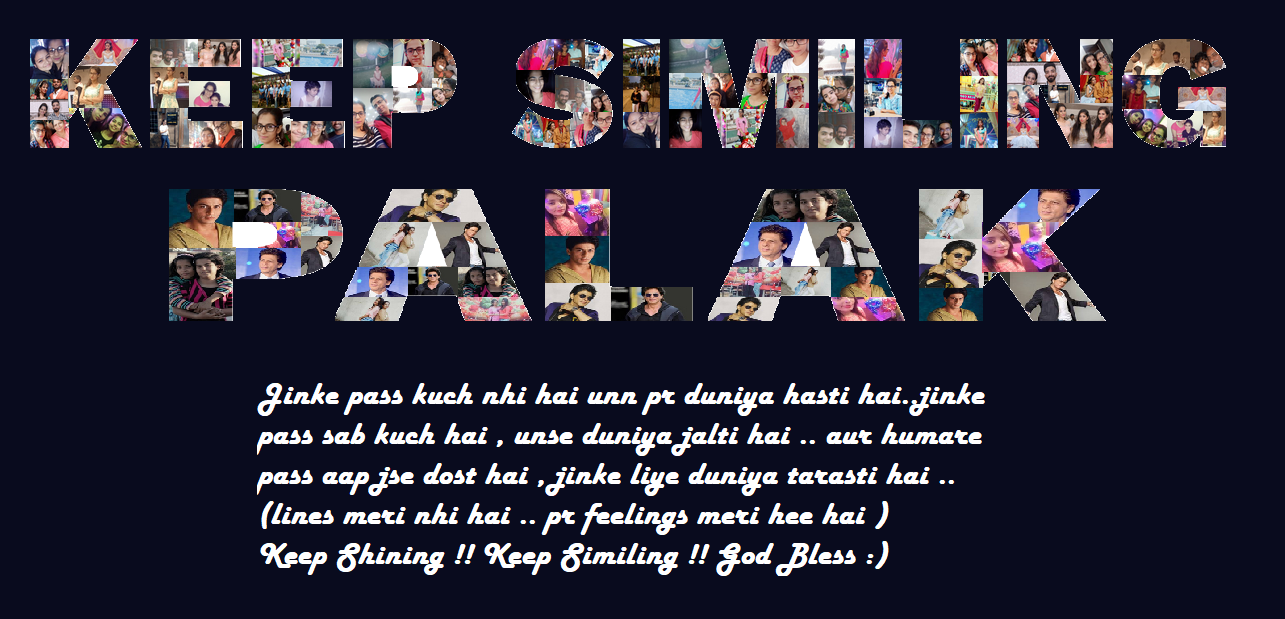 KEEP SIMILING
PALAK
Jinke pass kuch nhi hai unn pr duniya hasti hai..jinke
pass sab kuch hai , unse duniya jalti hai .. aur humare
pass aap jse dost hai , jinke liye duniya tarasti hai ..
(lines meri nhi hai .. pr feelings meri hee hai )
Keep Shining !! Keep Similing !! God Bless :)